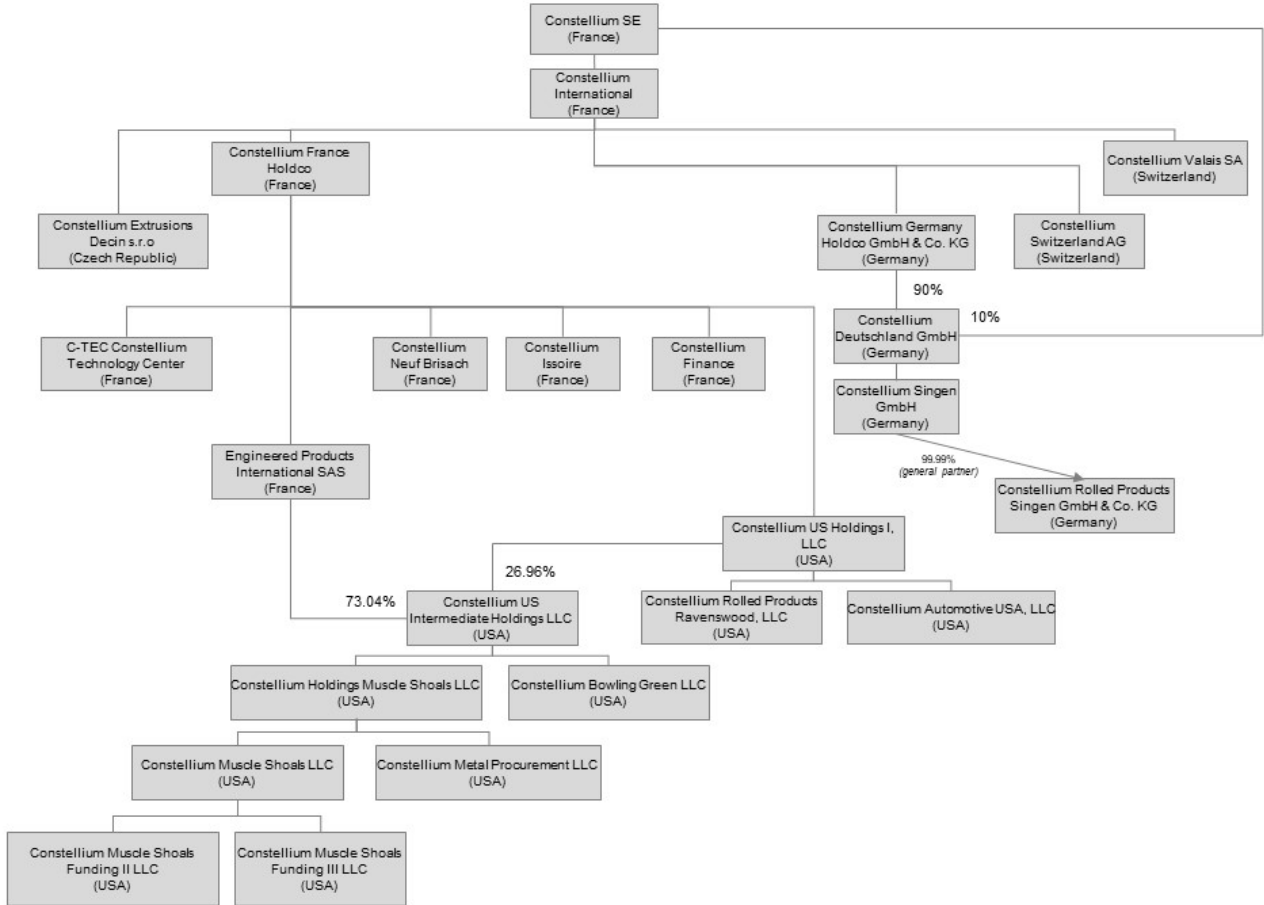 Constellium SE
(France)
Constellium
International
(France)
Constellium France
Holdco
(France)
Constellium Valais SA
(Switzerland)
Constellium Extrusions
Decin s.r.o
(Czech Republic)
Constellium Germany
Holdco GmbH & Co. KG
(Germany)
Constellium
Switzerland AG
(Switzerland)
90%
10%
C-TEC Constellium
Technology Center
(France)
Constellium
Neuf Brisach
(France)
Constellium
Issoire
(France)
Constellium
Finance
(France)
Constellium
Deutschland GmbH
(Germany)
Constellium Singen
GmbH
(Germany)
Engineered Products
International SAS
(France)
99.99%
(general partner)
Constellium Rolled Products
Singen GmbH & Co. KG
(Germany)
Constellium US Holdings I,
LLC
(USA)
26.96%
73.04%
Constellium US
Intermediate Holdings LLC
(USA)
Constellium Rolled Products
Ravenswood, LLC
(USA)
Constellium Automotive USA, LLC
(USA)
Constellium Holdings Muscle Shoals LLC
(USA)
Constellium Bowling Green LLC
(USA)
Constellium Muscle Shoals LLC
(USA)
Constellium Metal Procurement LLC
(USA)
Constellium Muscle Shoals
Funding II LLC
(USA)
Constellium Muscle Shoals
Funding III LLC
(USA)